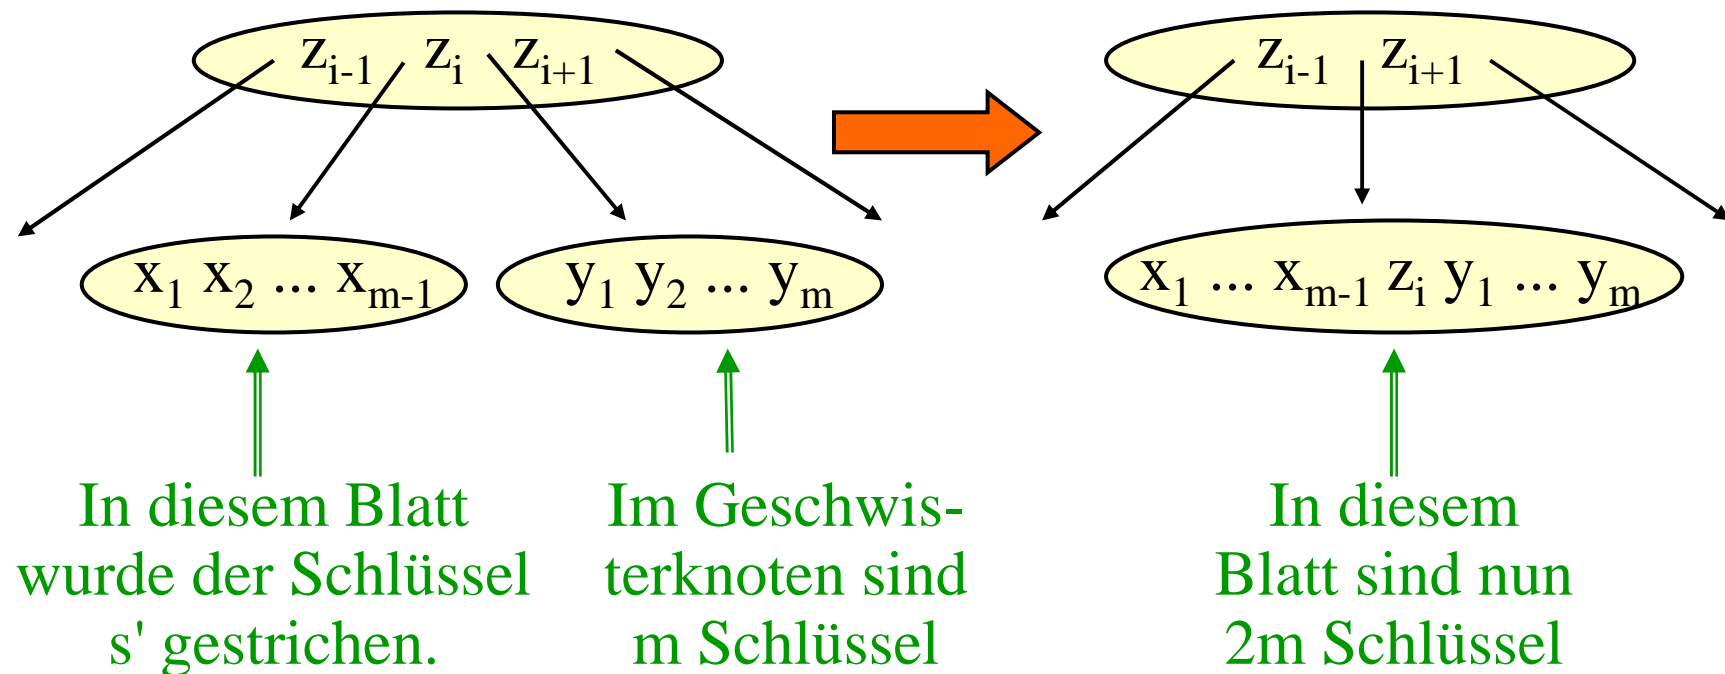 z_{i-1} z_i z_{i+1}
z_{i-1} z_{i+1}
x_1 x_2 ... x_{m-1}
y_1 y_2 ... y_m
x_1 ... x_{m-1} z_i y_1 ... y_m
In diesem Blatt
wurde der Schlüssel
s' gestrichen.
Im Geschwis-
terknoten sind
m Schlüssel
In diesem
Blatt sind nun
2m Schlüssel